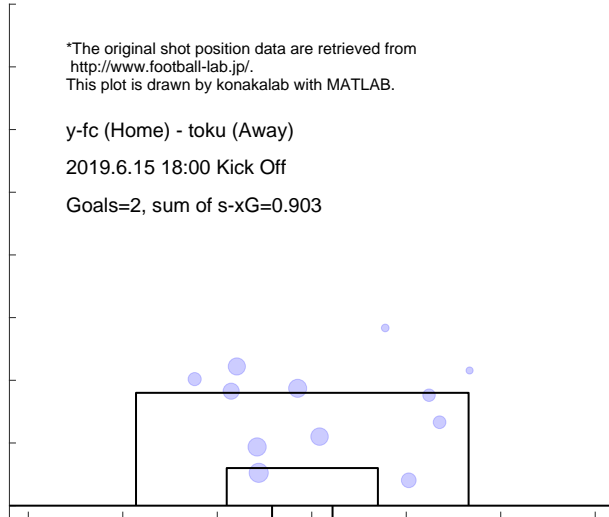 *The original shot position data are retrieved from
http://www.football-lab.jp/.
This plot is drawn by konakalab with MATLAB.
y-fc (Home) - toku (Away)
2019.6.15 18:00 Kick Off
Goals=2, sum of s-xG=0.903